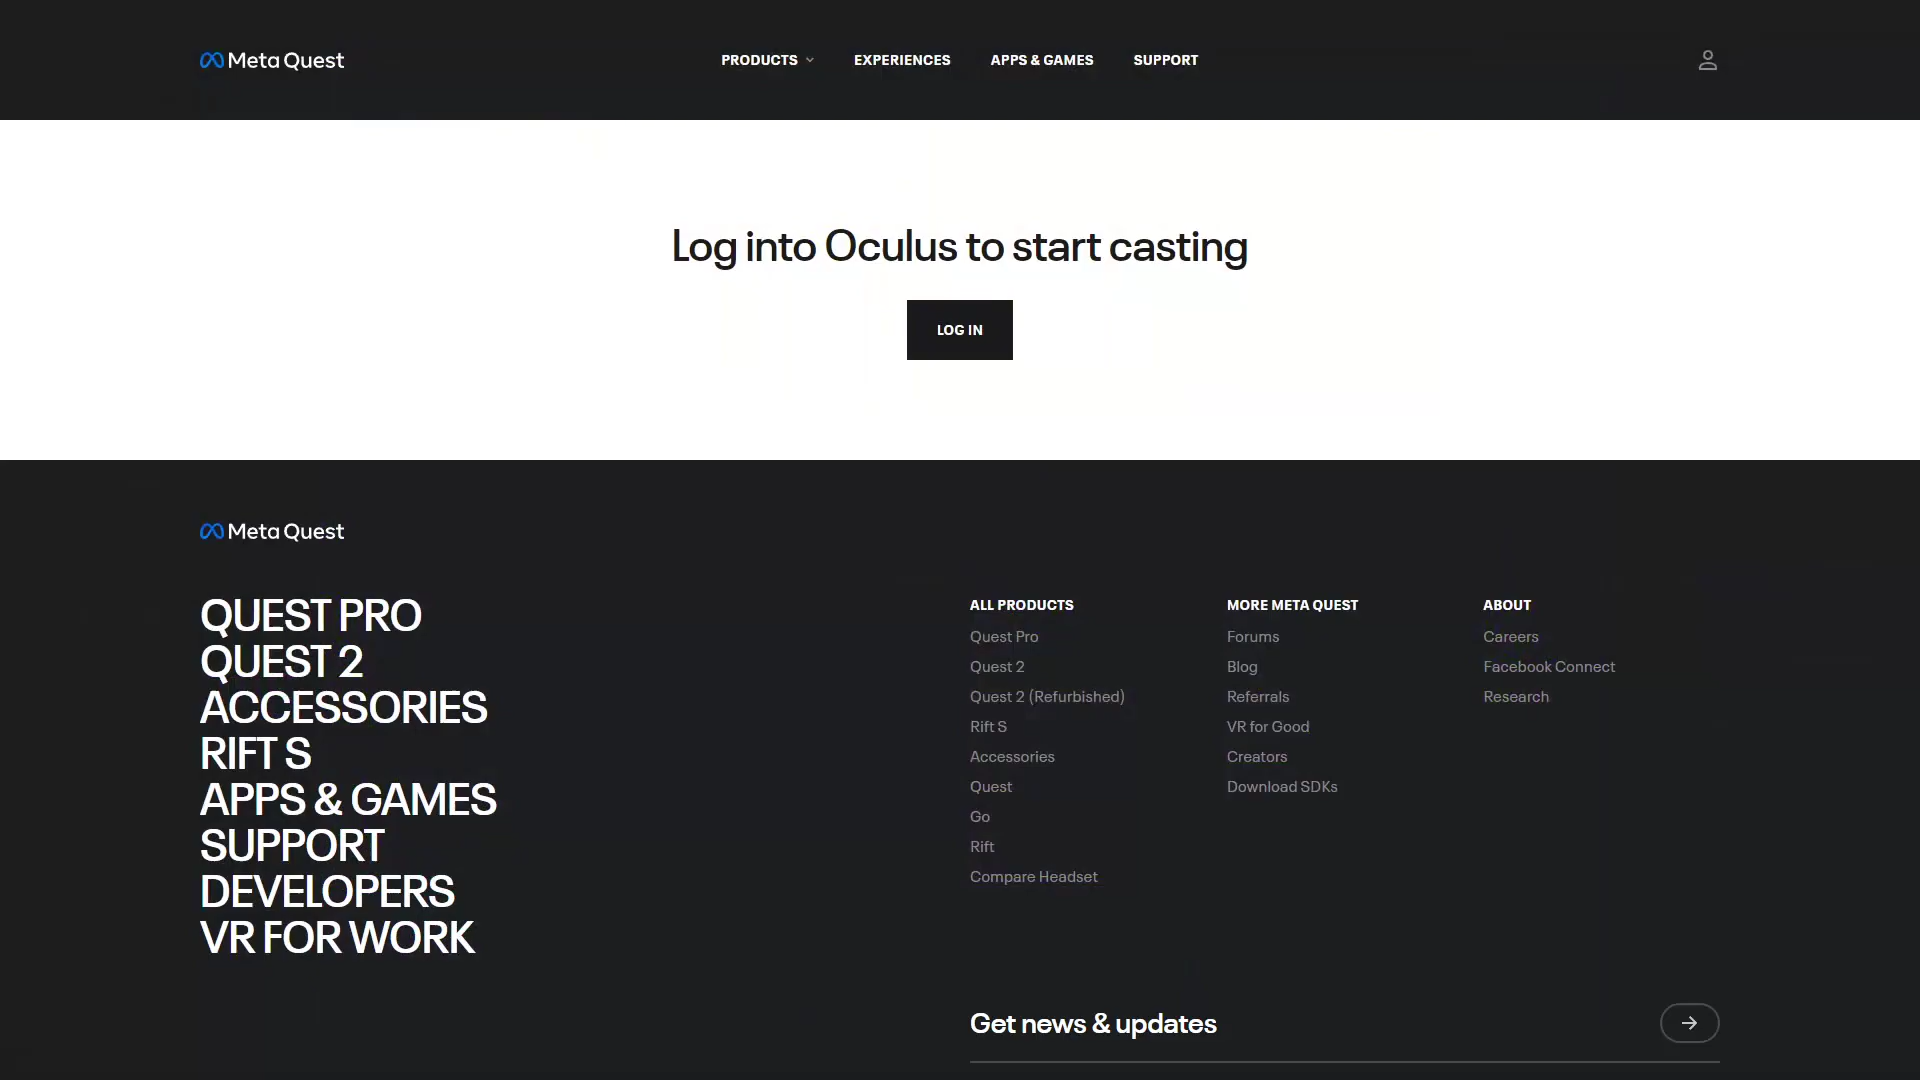 Meta Quest
PRODUCTS EXPERIENCES APPS & GAMES SUPPORT
Log into Oculus to start casting
LOG IN
Meta Quest
QUEST PRO
QUEST 2
ACCESSORIES
RIFT S
APPS & GAMES
SUPPORT
DEVELOPERS
VR FOR WORK
ALL PRODUCTS
Quest Pro
Quest 2
Quest 2 (Refurbished)
Rift S
Accessories
Quest
Go
Rift
Compare Headset
MORE META QUEST
Forums
Blog
Referrals
VR for Good
Creators
Download SDKs
ABOUT
Careers
Facebook Connect
Research
Get news & updates